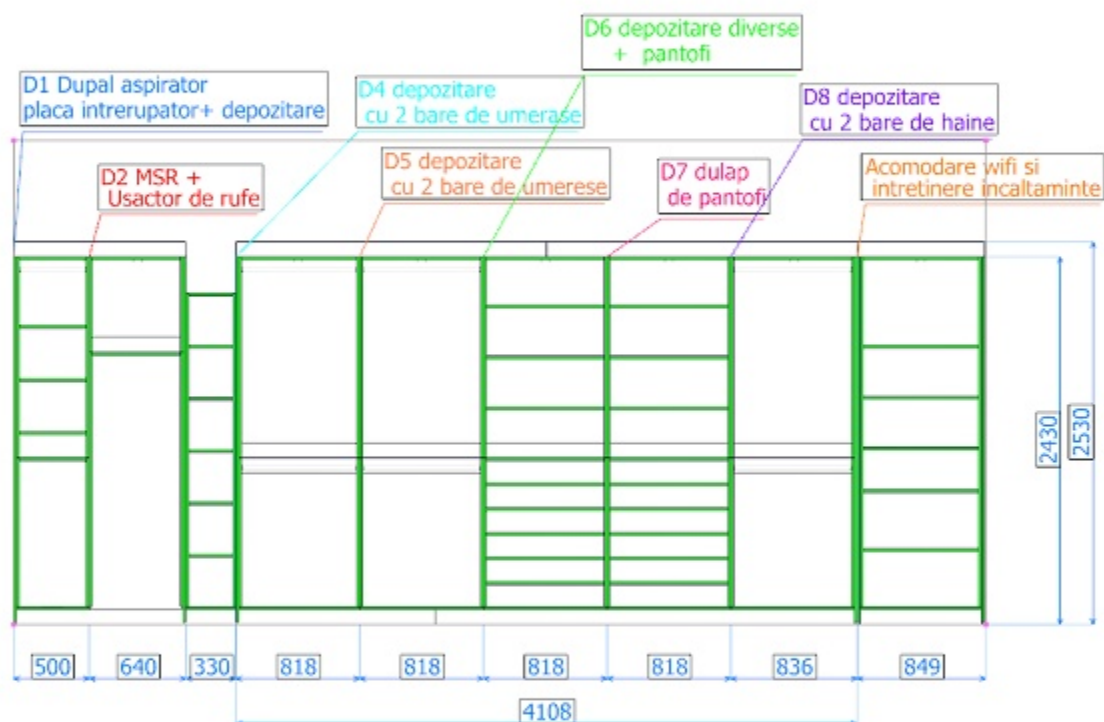 D6 depozitare diverse
+ pantofi
D1 Dupal aspirator
placa intrerupator+ depozitare
D4 depozitare
cu 2 bare de umerase
D8 depozitare
cu 2 bare de haine
D2 MSR +
Usactor de rufe
D5 depozitare
cu 2 bare de umerese
D7 dulap
de pantofi
Acomodare wifi si
intretinere incaltaminte
2430
2530
500
640
330
818
818
818
818
836
849
4108